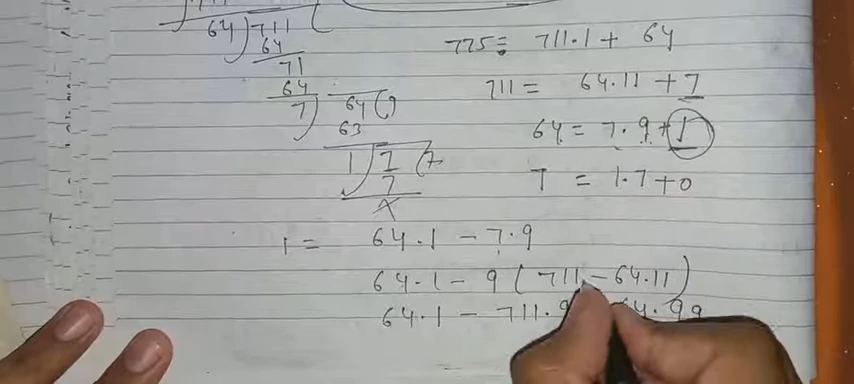 64)711(
64
71
64
7)64(9
63
1)7(7
7
775 = 711.1 + 64
711 = 64.11 + 7
64 = 7.9 + 1
7 = 1.7 + 0
1 = 64.1 - 7.9
64.1 - 9(711 - 64.11)
64.1 - 711.9 64.99